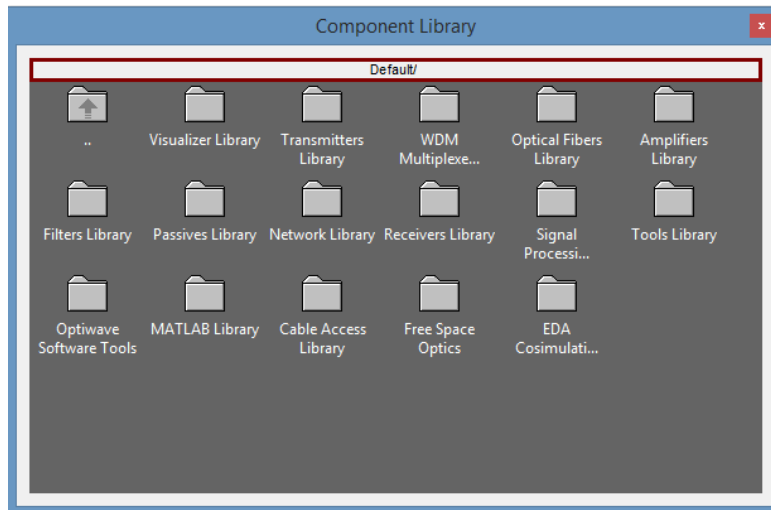 Component Library
x
Default/
..
Visualizer Library
Transmitters
Library
WDM
Multiplexe...
Optical Fibers
Library
Amplifiers
Library
Filters Library
Passives Library
Network Library
Receivers Library
Signal
Processi...
Tools Library
Optiwave
Software Tools
MATLAB Library
Cable Access
Library
Free Space
Optics
EDA
Cosimulati...